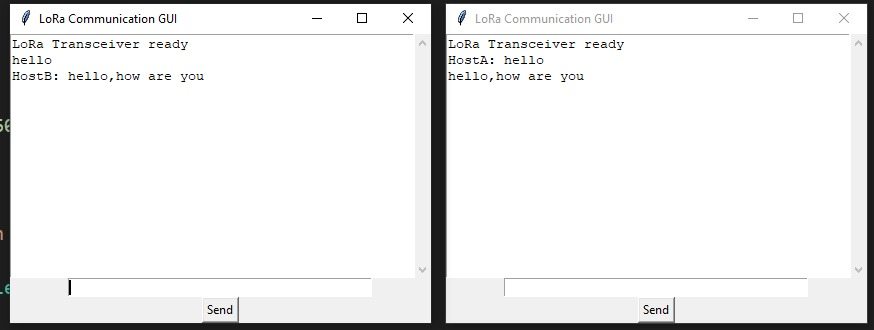 LoRa Communication GUI
LoRa Transceiver ready
hello
HostB: hello,how are you
Send
LoRa Communication GUI
LoRa Transceiver ready
HostA: hello
hello,how are you
Send